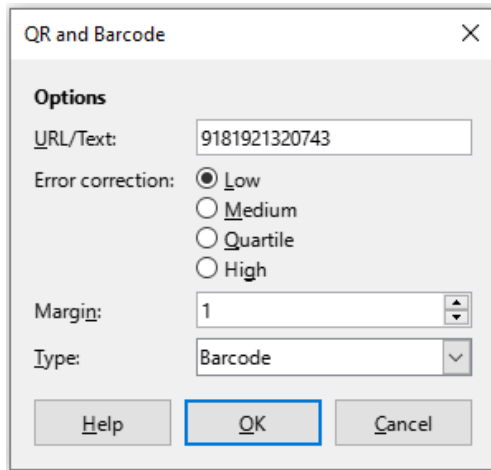 QR and Barcode
Options
URL/Text: 9181921320743
Error correction: Low
Medium
Quartile
High
Margin: 1
Type: Barcode
Help OK Cancel